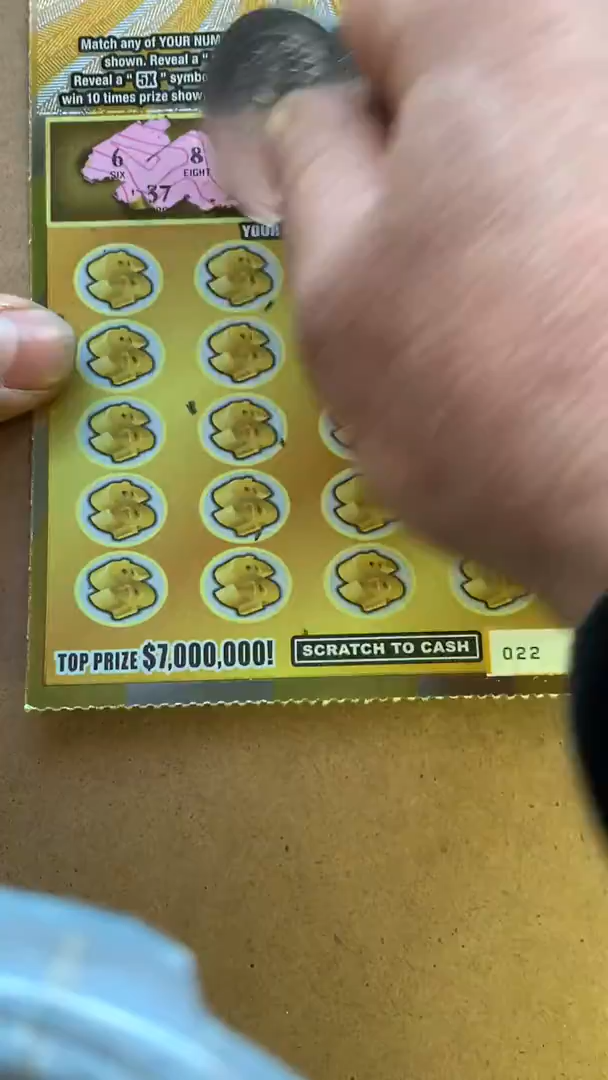 Match any of YOUR NUM
shown. Reveal a "
Reveal a " 5X " symbo
win 10 times prize show
6 8
SIX EIGHT
37
YOUR
TOP PRIZE $7,000,000! SCRATCH TO CASH 022